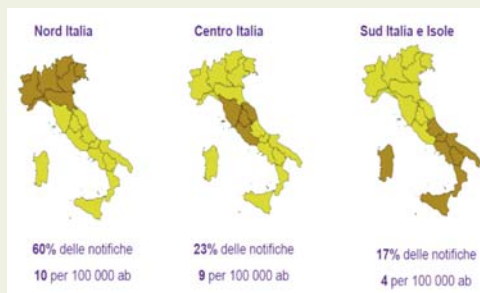 Nord Italia
Centro Italia
Sud Italia e Isole
60% delle notifiche
10 per 100 000 ab
23% delle notifiche
9 per 100 000 ab
17% delle notifiche
4 per 100 000 ab